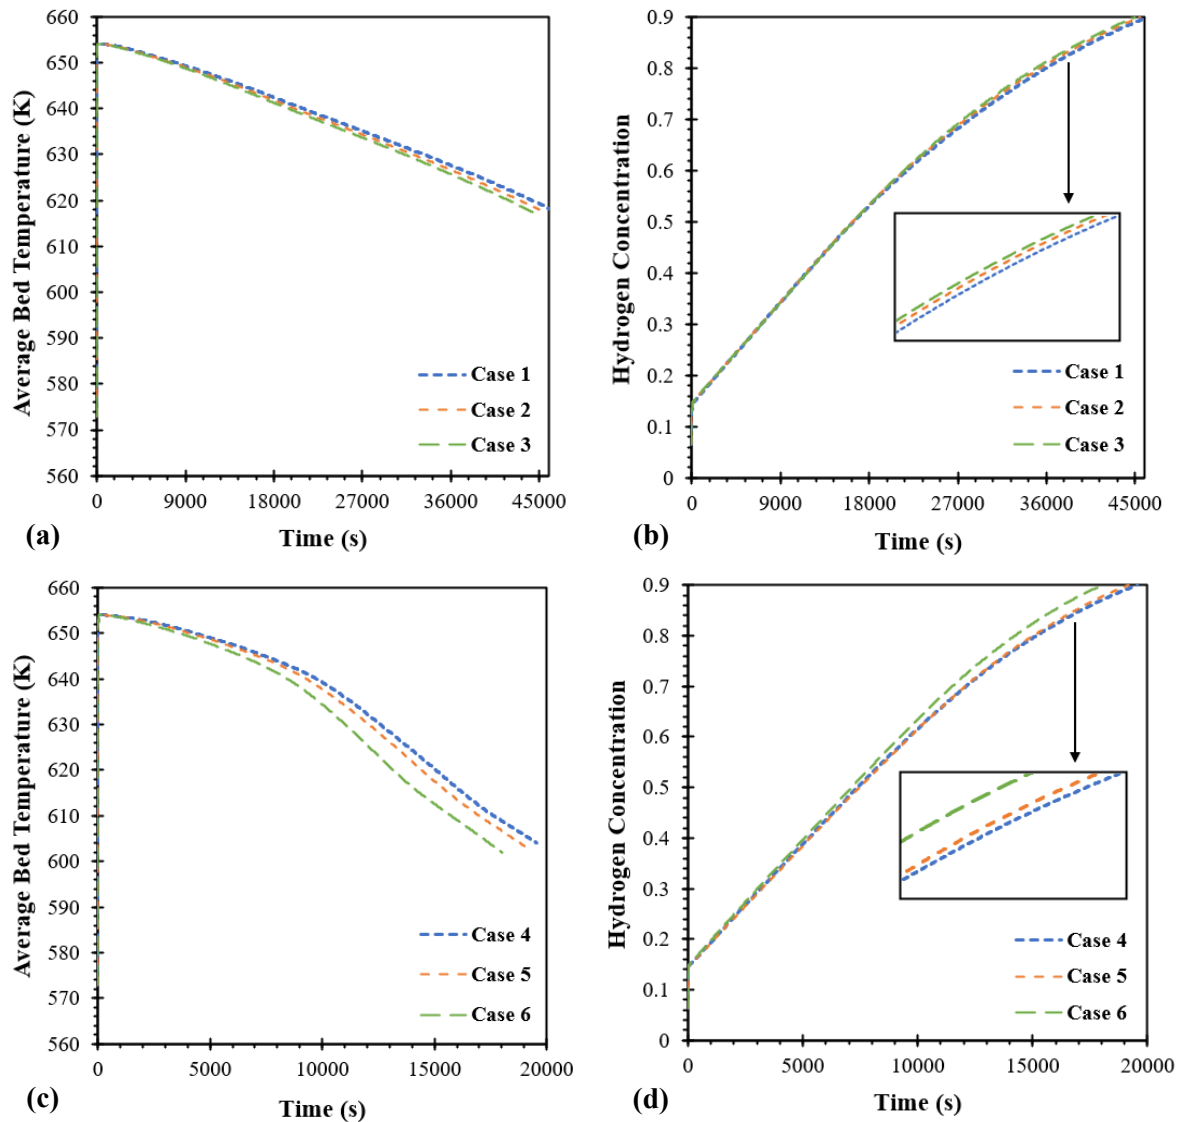 660
650
640
630
620
610
600
590
580
570
560
Average Bed Temperature (K)
Case 1
Case 2
Case 3
0 9000 18000 27000 36000 45000
(a)
Time (s)
0.9
0.8
0.7
0.6
0.5
0.4
0.3
0.2
0.1
0
Hydrogen Concentration
Case 1
Case 2
Case 3
0 9000 18000 27000 36000 45000
(b)
Time (s)
660
650
640
630
620
610
600
590
580
570
560
Average Bed Temperature (K)
Case 4
Case 5
Case 6
0 5000 10000 15000 20000
(c)
Time (s)
0.9
0.8
0.7
0.6
0.5
0.4
0.3
0.2
0.1
0
Hydrogen Concentration
Case 4
Case 5
Case 6
0 5000 10000 15000 20000
(d)
Time (s)